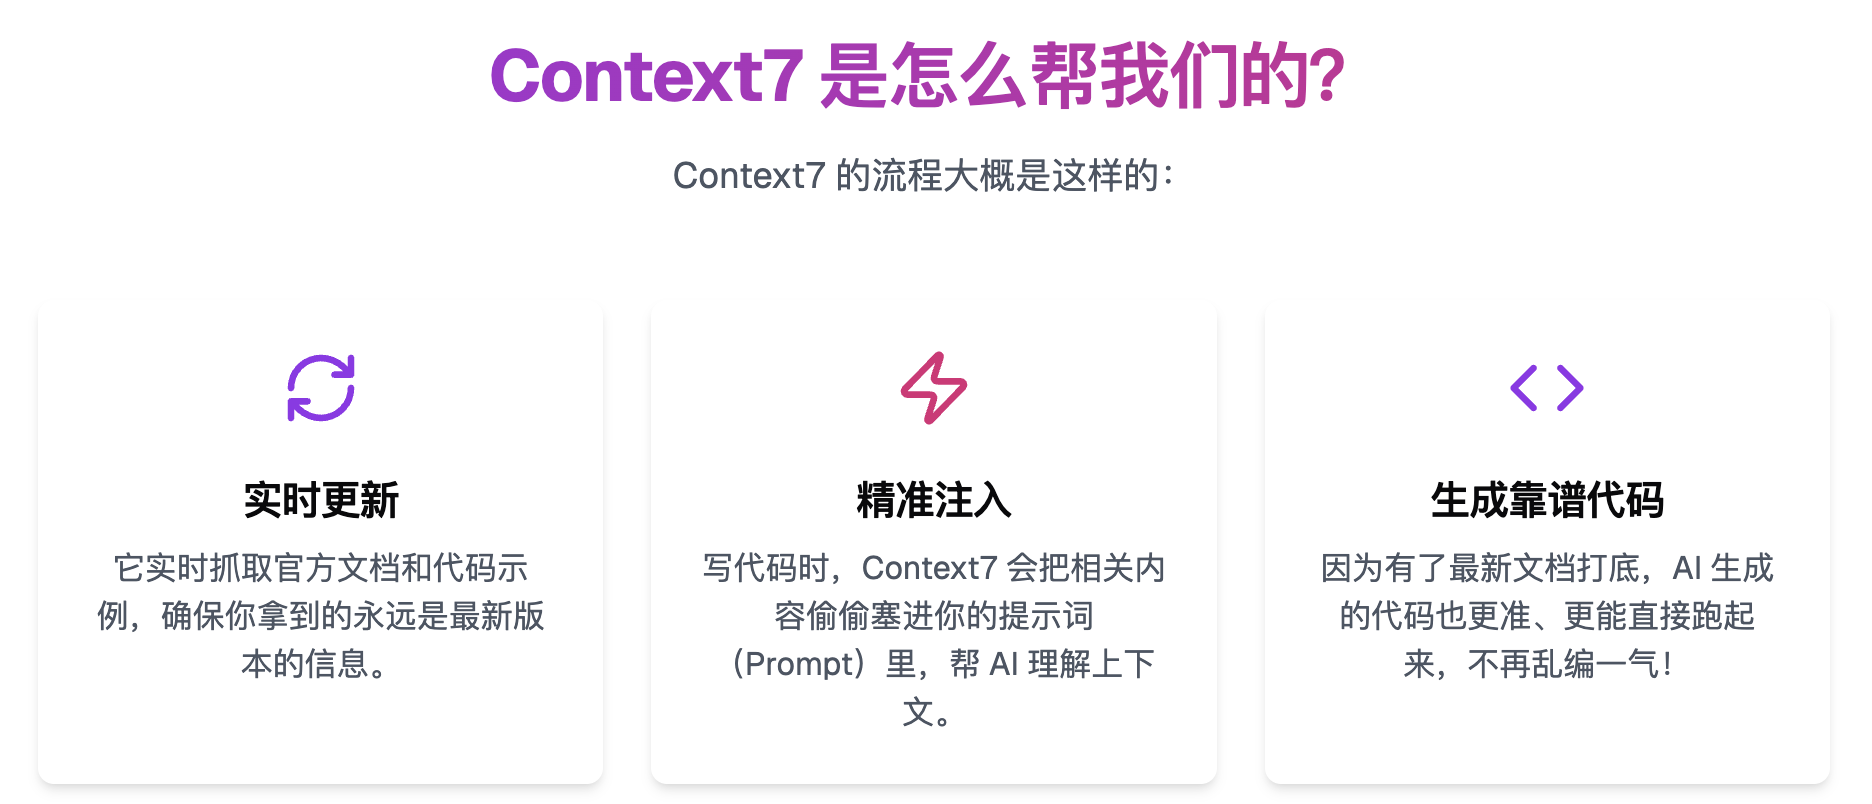 Context7 是怎么帮我们的?
Context7 的流程大概是这样的：
实时更新
它实时抓取官方文档和代码示
例，确保你拿到的永远是最新版
本的信息。
精准注入
写代码时，Context7 会把相关内
容偷偷塞进你的提示词
（Prompt）里，帮 AI 理解上下
文。
生成靠谱代码
因为有了最新文档打底，AI 生成
的代码也更准、更能直接跑起
来，不再乱编一气！